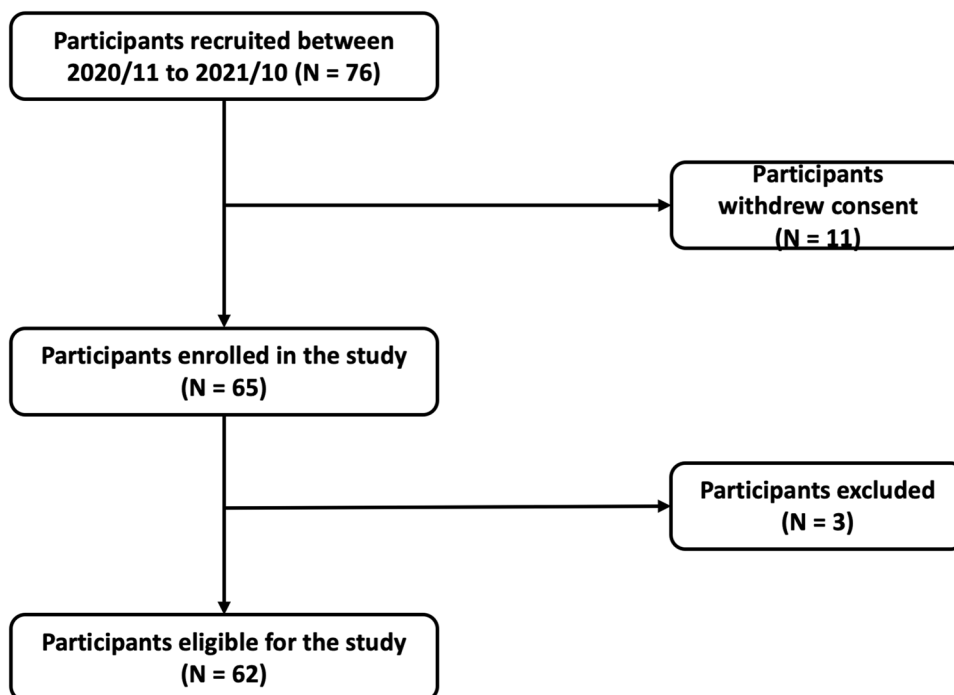 Participants recruited between
2020/11 to 2021/10 (N = 76)
Participants
withdrew consent
(N = 11)
Participants enrolled in the study
(N = 65)
Participants excluded
(N = 3)
Participants eligible for the study
(N = 62)